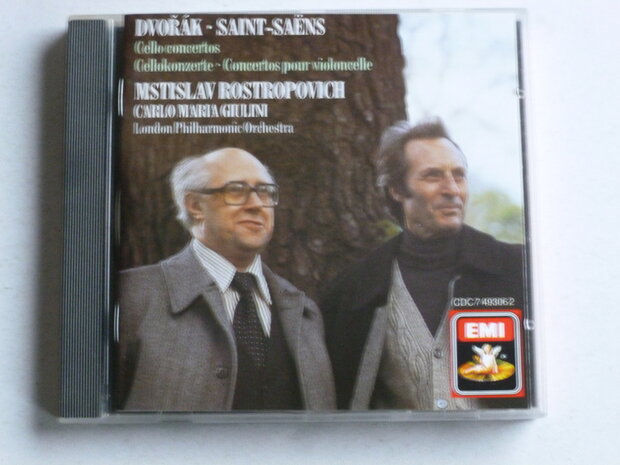 DVOŘÁK ~ SAINT-SAËNS
Cello concertos
Cellokonzerte ~ Concertos pour violoncelle
MSTISLAV ROSTROPOVICH
CARLO MARIA GIULINI
London Philharmonic Orchestra
CDC 7 49306 2
EMI